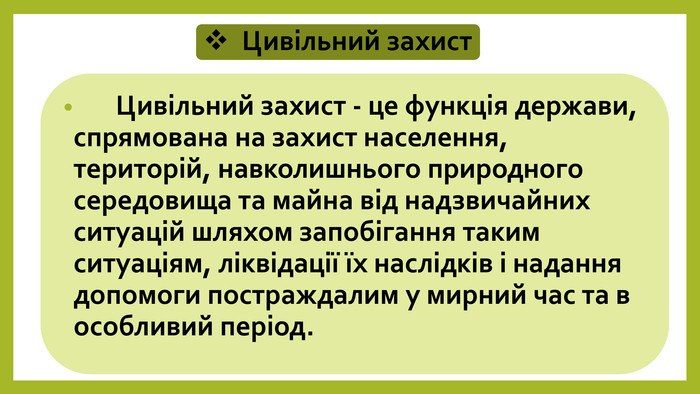 ❖ Цивільний захист
• Цивільний захист - це функція держави,
спрямована на захист населення,
територій, навколишнього природного
середовища та майна від надзвичайних
ситуацій шляхом запобігання таким
ситуаціям, ліквідації їх наслідків і надання
допомоги постраждалим у мирний час та в
особливий період.